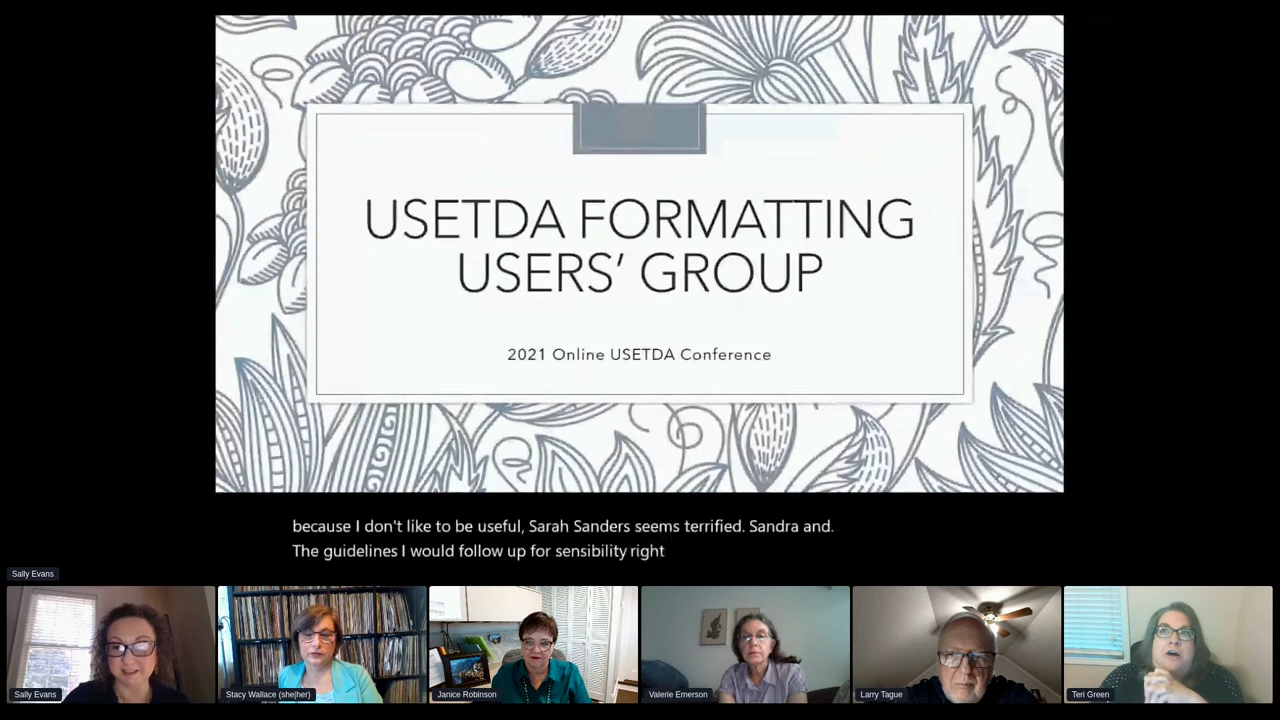 USETDA FORMATTING
USERS’ GROUP
2021 Online USETDA Conference
because I don't like to be useful, Sarah Sanders seems terrified. Sandra and.
The guidelines I would follow up for sensibility right
Sally Evans
Sally Evans
Stacy Wallace (she|her)
Janice Robinson
Valerie Emerson
Larry Tague
Teri Green